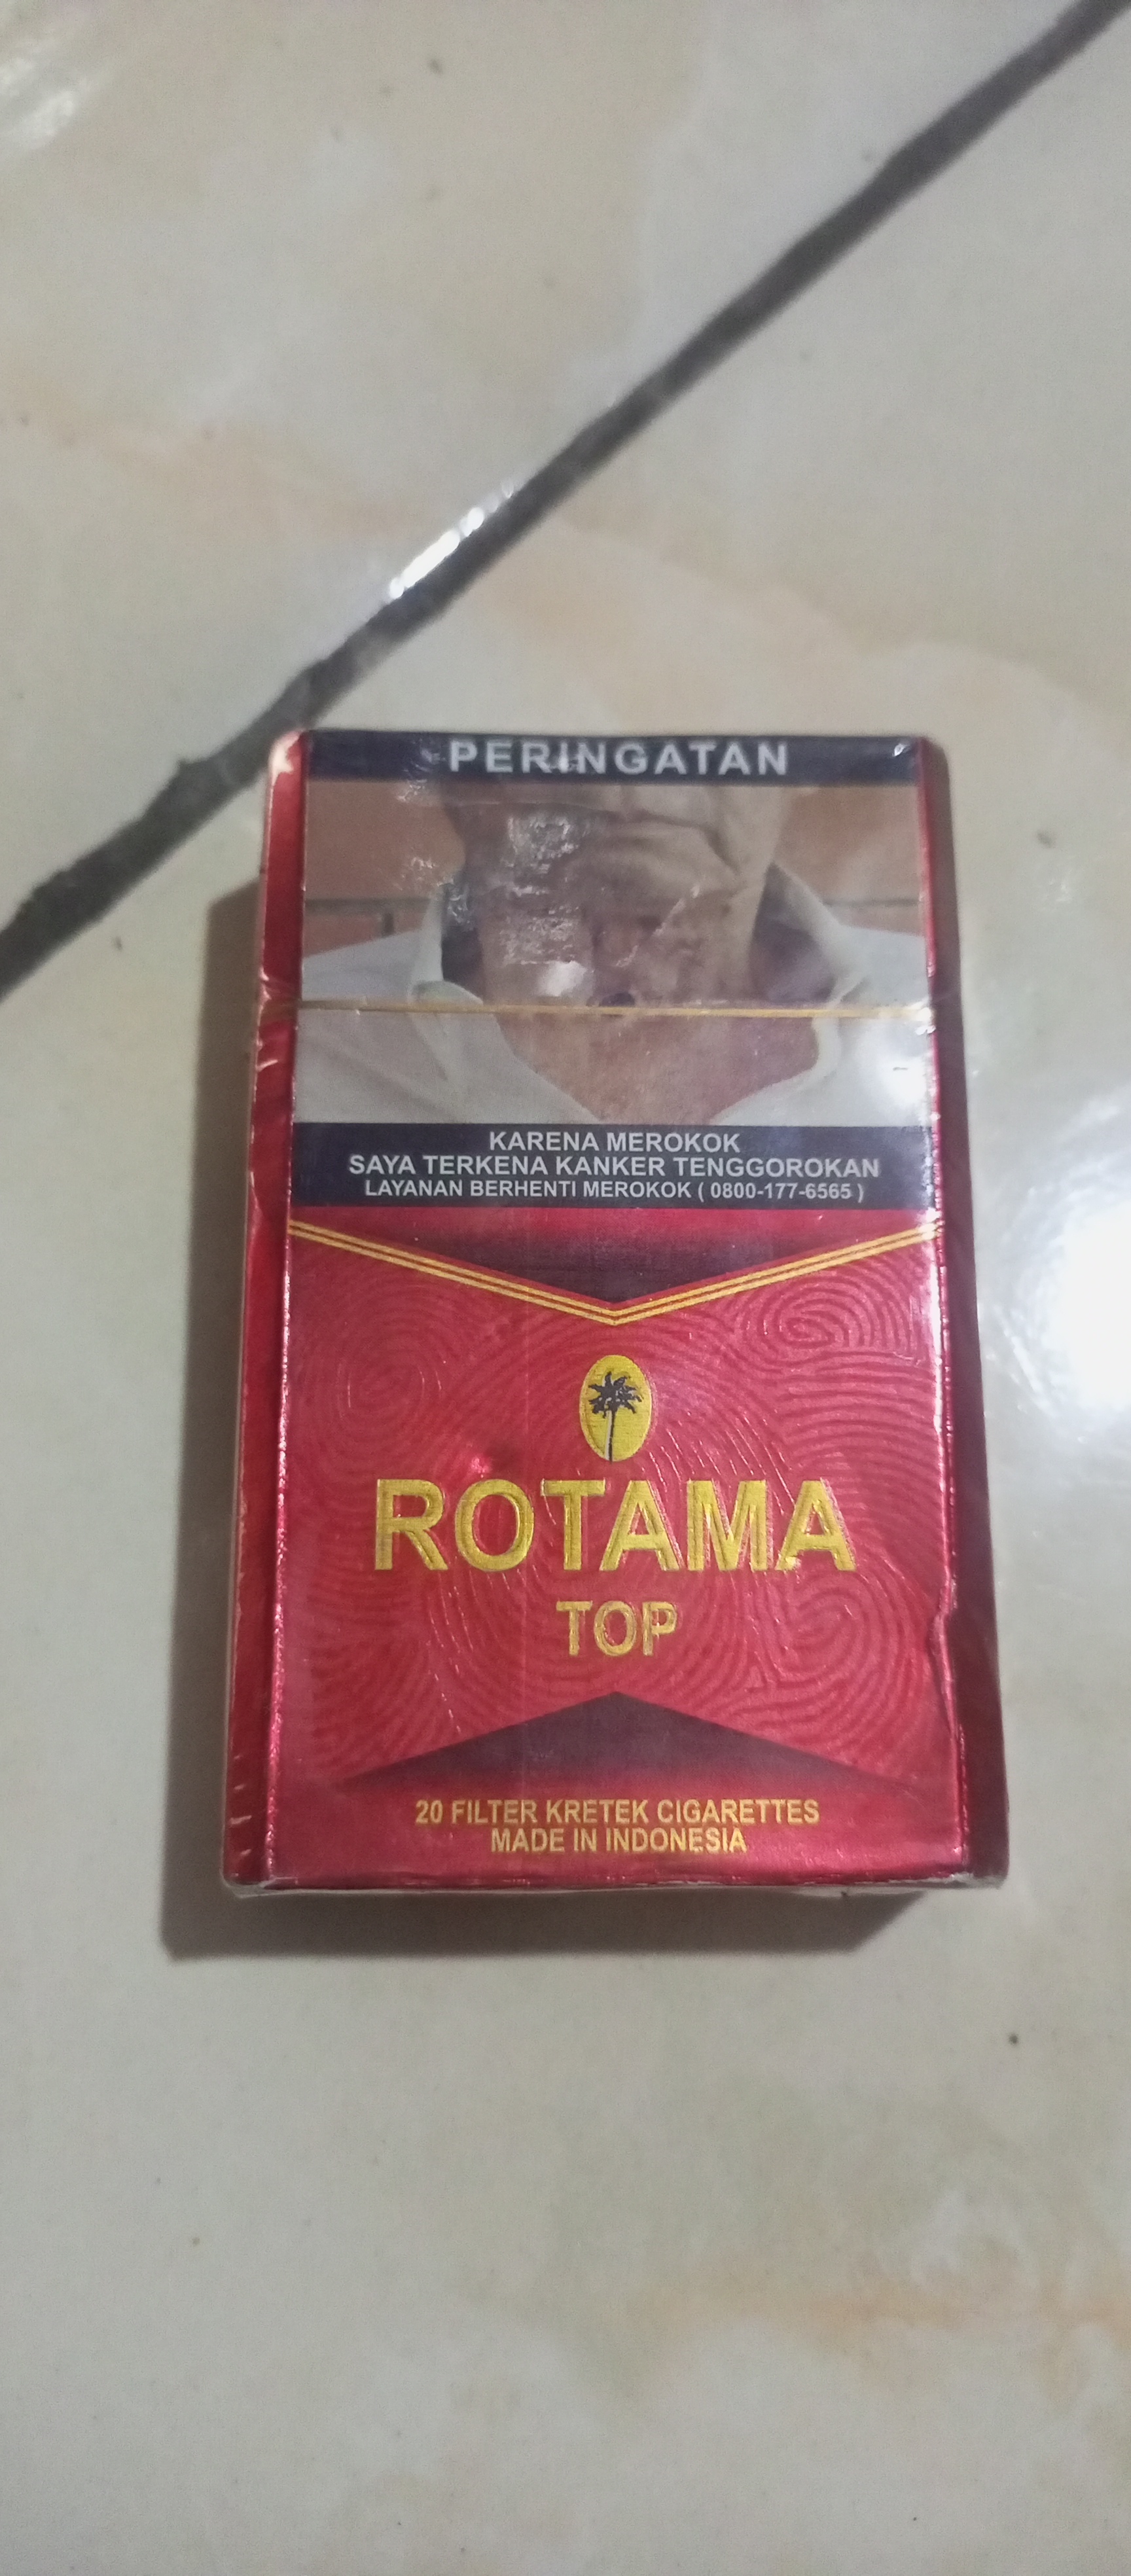 PERINGATAN
KARENA MEROKOK
SAYA TERKENA KANKER TENGGOROKAN
LAYANAN BERHENTI MEROKOK ( 0800-177-6565 )
ROTAMA
TOP
20 FILTER KRETEK CIGARETTES
MADE IN INDONESIA